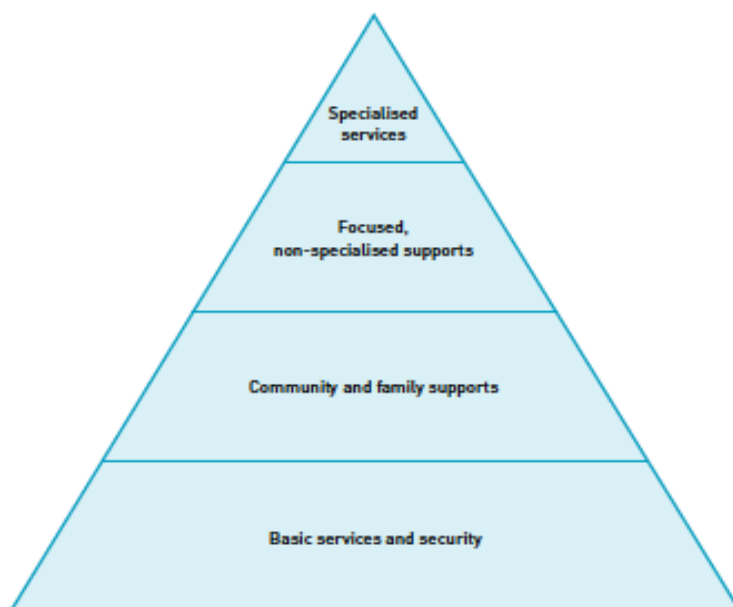 Specialised
services
Focused,
non-specialised supports
Community and family supports
Basic services and security